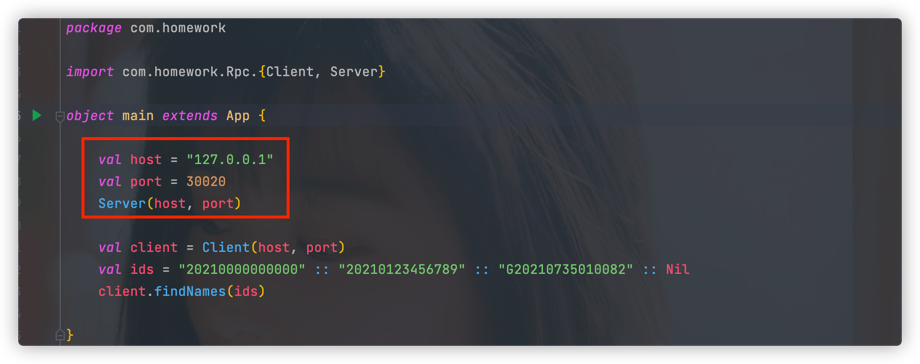 package com.homework
import com.homework.Rpc.{Client, Server}
object main extends App {
val host = "127.0.0.1"
val port = 30020
Server(host, port)
val client = Client(host, port)
val ids = "20210000000000" :: "20210123456789" :: "G20210735010082" :: Nil
client.findNames(ids)
}